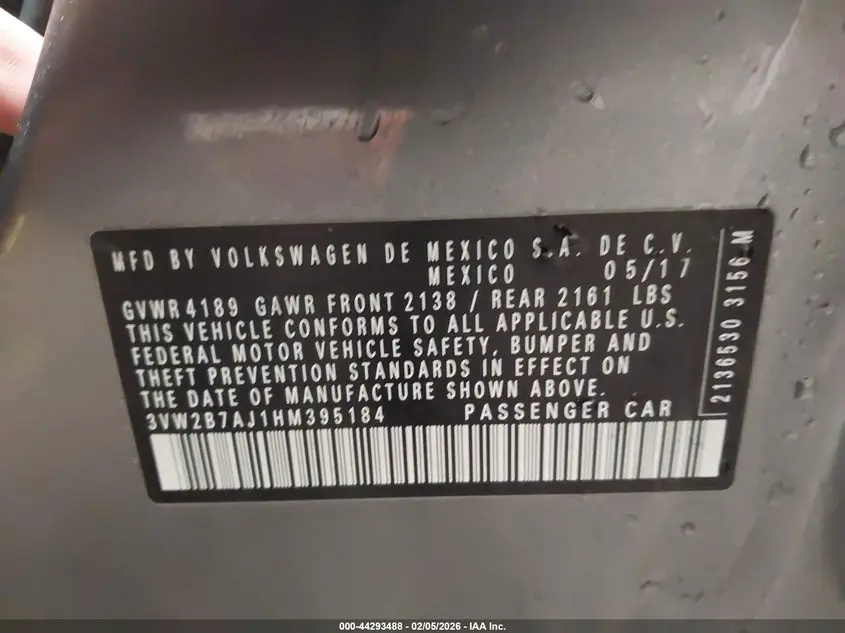 MFD BY VOLKSWAGEN DE MEXICO S.A. DE C.V.
MEXICO 05/17
GVWR 4189 GAWR FRONT 2138 / REAR 2161 LBS
THIS VEHICLE CONFORMS TO ALL APPLICABLE U.S.
FEDERAL MOTOR VEHICLE SAFETY, BUMPER AND
THEFT PREVENTION STANDARDS IN EFFECT ON
THE DATE OF MANUFACTURE SHOWN ABOVE.
3VW2B7AJ1HM395184 PASSENGER CAR
2136530 3156 M
000-44293488 - 02/05/2026 - IAA Inc.